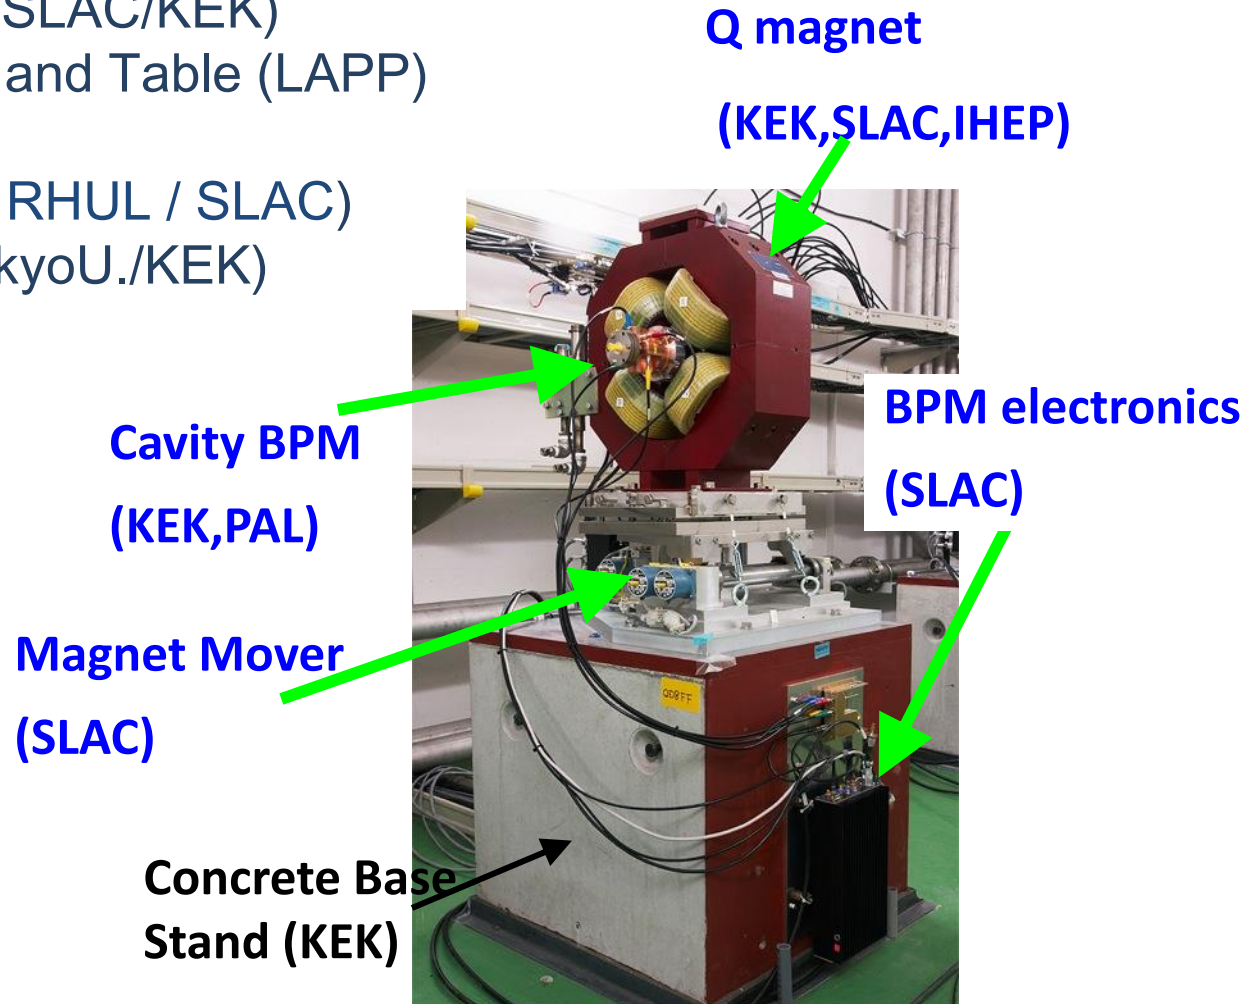 SLAC/KEK)
and Table (LAPP)
RHUL / SLAC)
kyoU./KEK)
Q magnet
(KEK,SLAC,IHEP)
Cavity BPM
(KEK,PAL)
BPM electronics
(SLAC)
Magnet Mover
(SLAC)
QD8FF
Concrete Base
Stand (KEK)